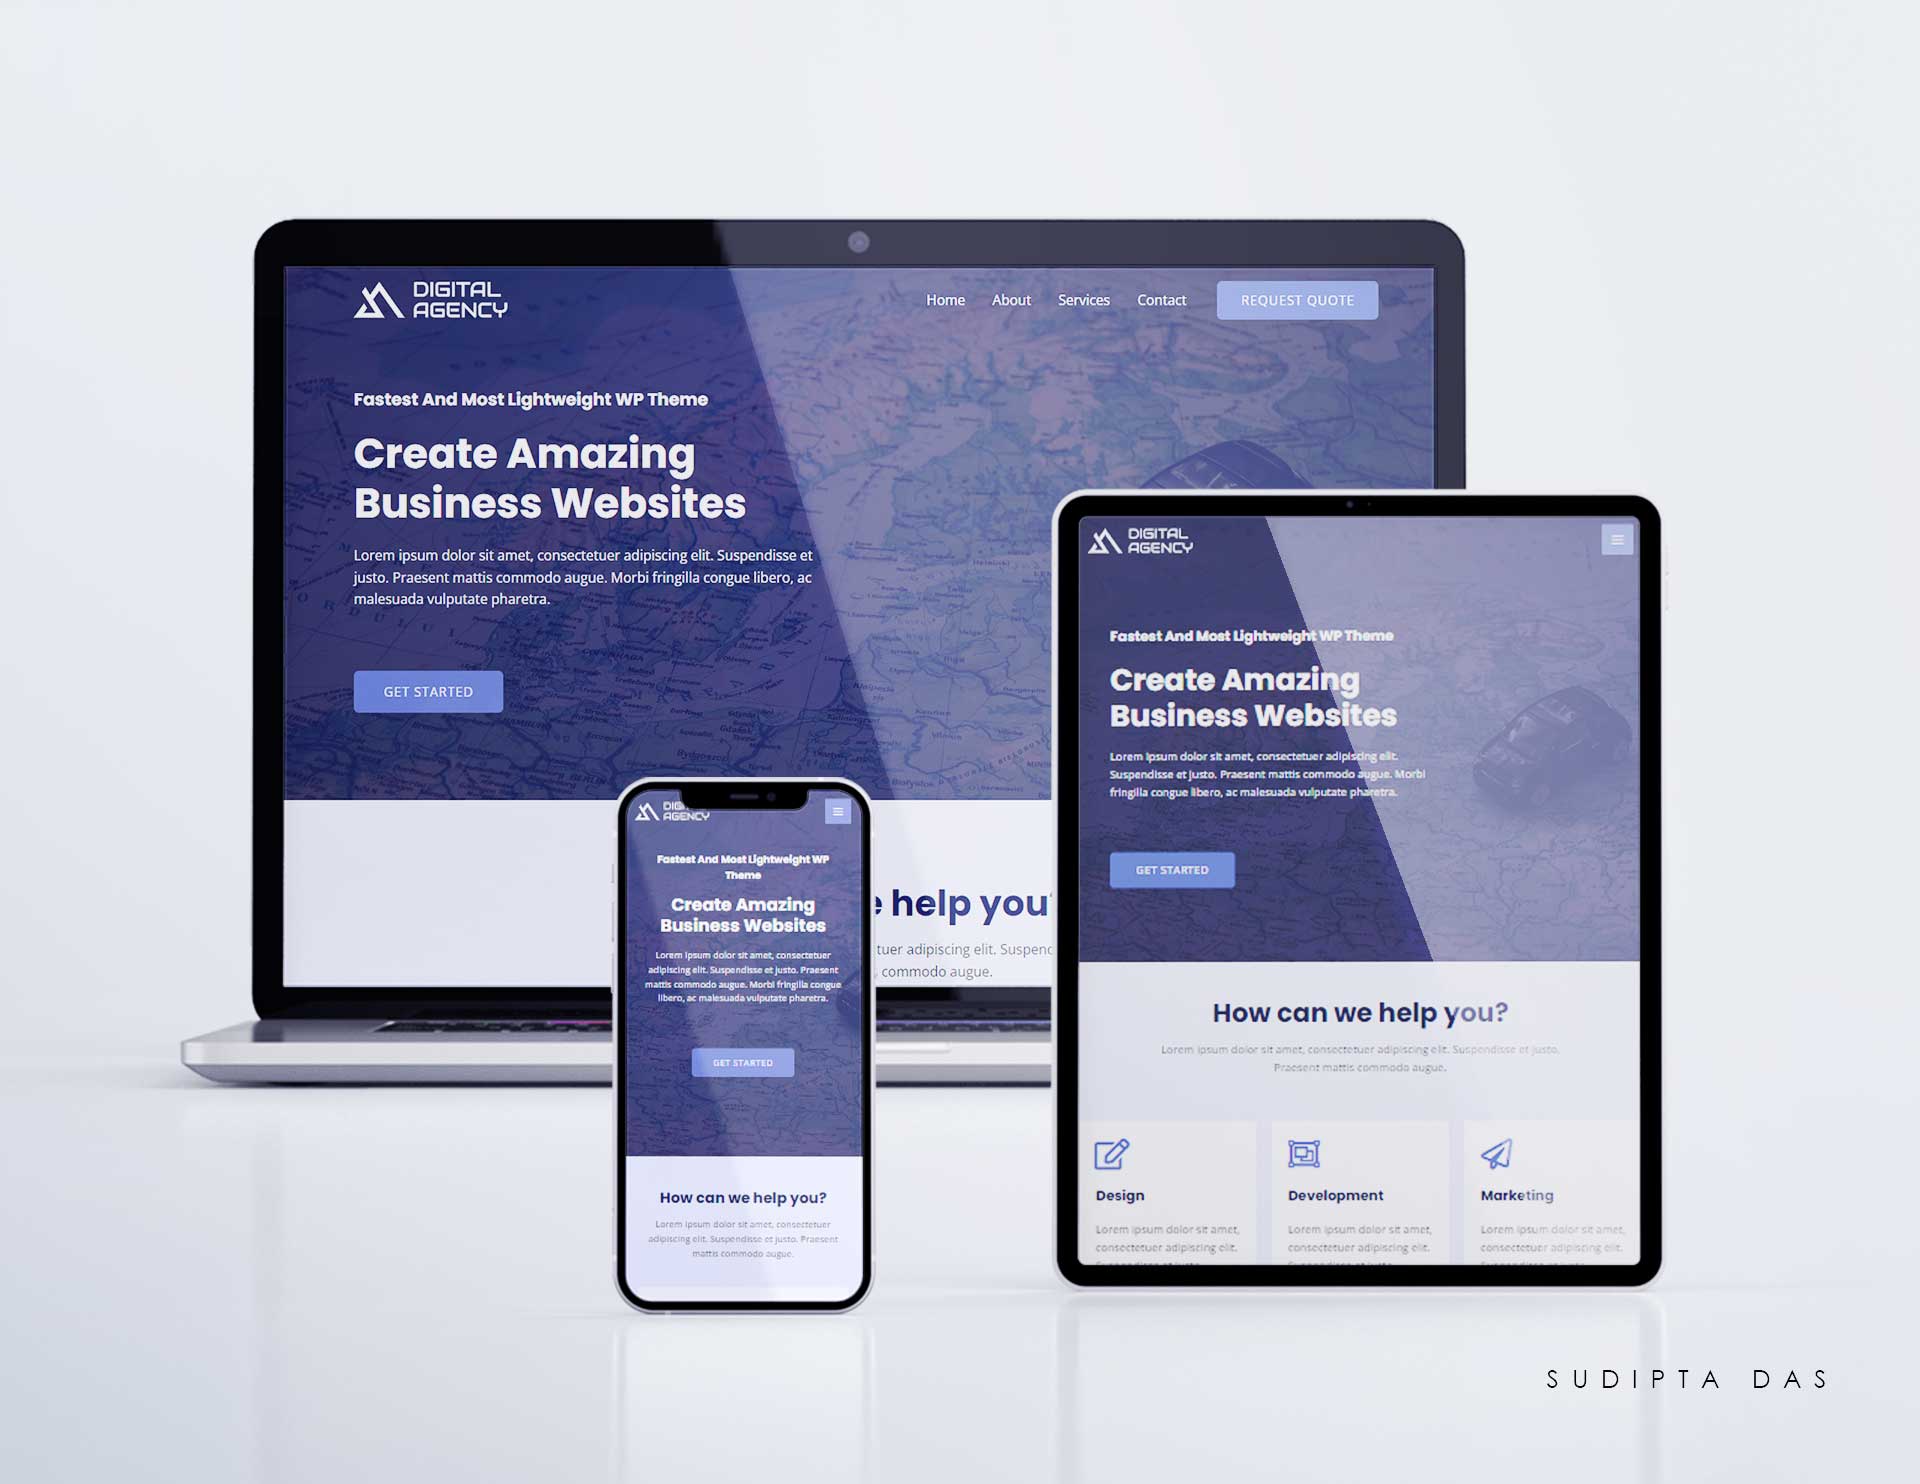 DIGITAL
AGENCY
Home About Services Contact REQUEST QUOTE
Fastest And Most Lightweight WP Theme
Create Amazing
Business Websites
Lorem ipsum dolor sit amet, consectetuer adipiscing elit. Suspendisse et
justo. Praesent mattis commodo augue. Morbi fringilla congue libero, ac
malesuada vulputate pharetra.
GET STARTED
help you?
tuer adipiscing elit. Suspend
commodo augue.
AGENCY
Fastest And Most Lightweight WP
Theme
Create Amazing
Business Websites
Lorem ipsum dolor sit amet, consectetuer
adipiscing elit. Suspendisse et justo. Praesent
mattis commodo augue. Morbi fringilla congue
libero, ac malesuada vulputate pharetra.
GET STARTED
How can we help you?
Lorem ipsum dolor sit amet, consectetuer
adipiscing elit. Suspendisse et justo. Praesent
mattis commodo augue.
DIGITAL
AGENCY
Fastest And Most Lightweight WP Theme
Create Amazing
Business Websites
Lorem ipsum dolor sit amet, consectetuer adipiscing elit.
Suspendisse et justo. Praesent mattis commodo augue. Morbi
fringilla congue libero, ac malesuada vulputate pharetra.
GET STARTED
How can we help you?
Lorem ipsum dolor sit amet, consectetuer adipiscing elit. Suspendisse et justo.
Praesent mattis commodo augue.
Design
Lorem ipsum dolor sit amet,
consectetuer adipiscing elit.
Development
Lorem ipsum dolor sit amet,
consectetuer adipiscing elit.
Marketing
Lorem ipsum dolor sit amet,
consectetuer adipiscing elit.
SUDIPTA DAS